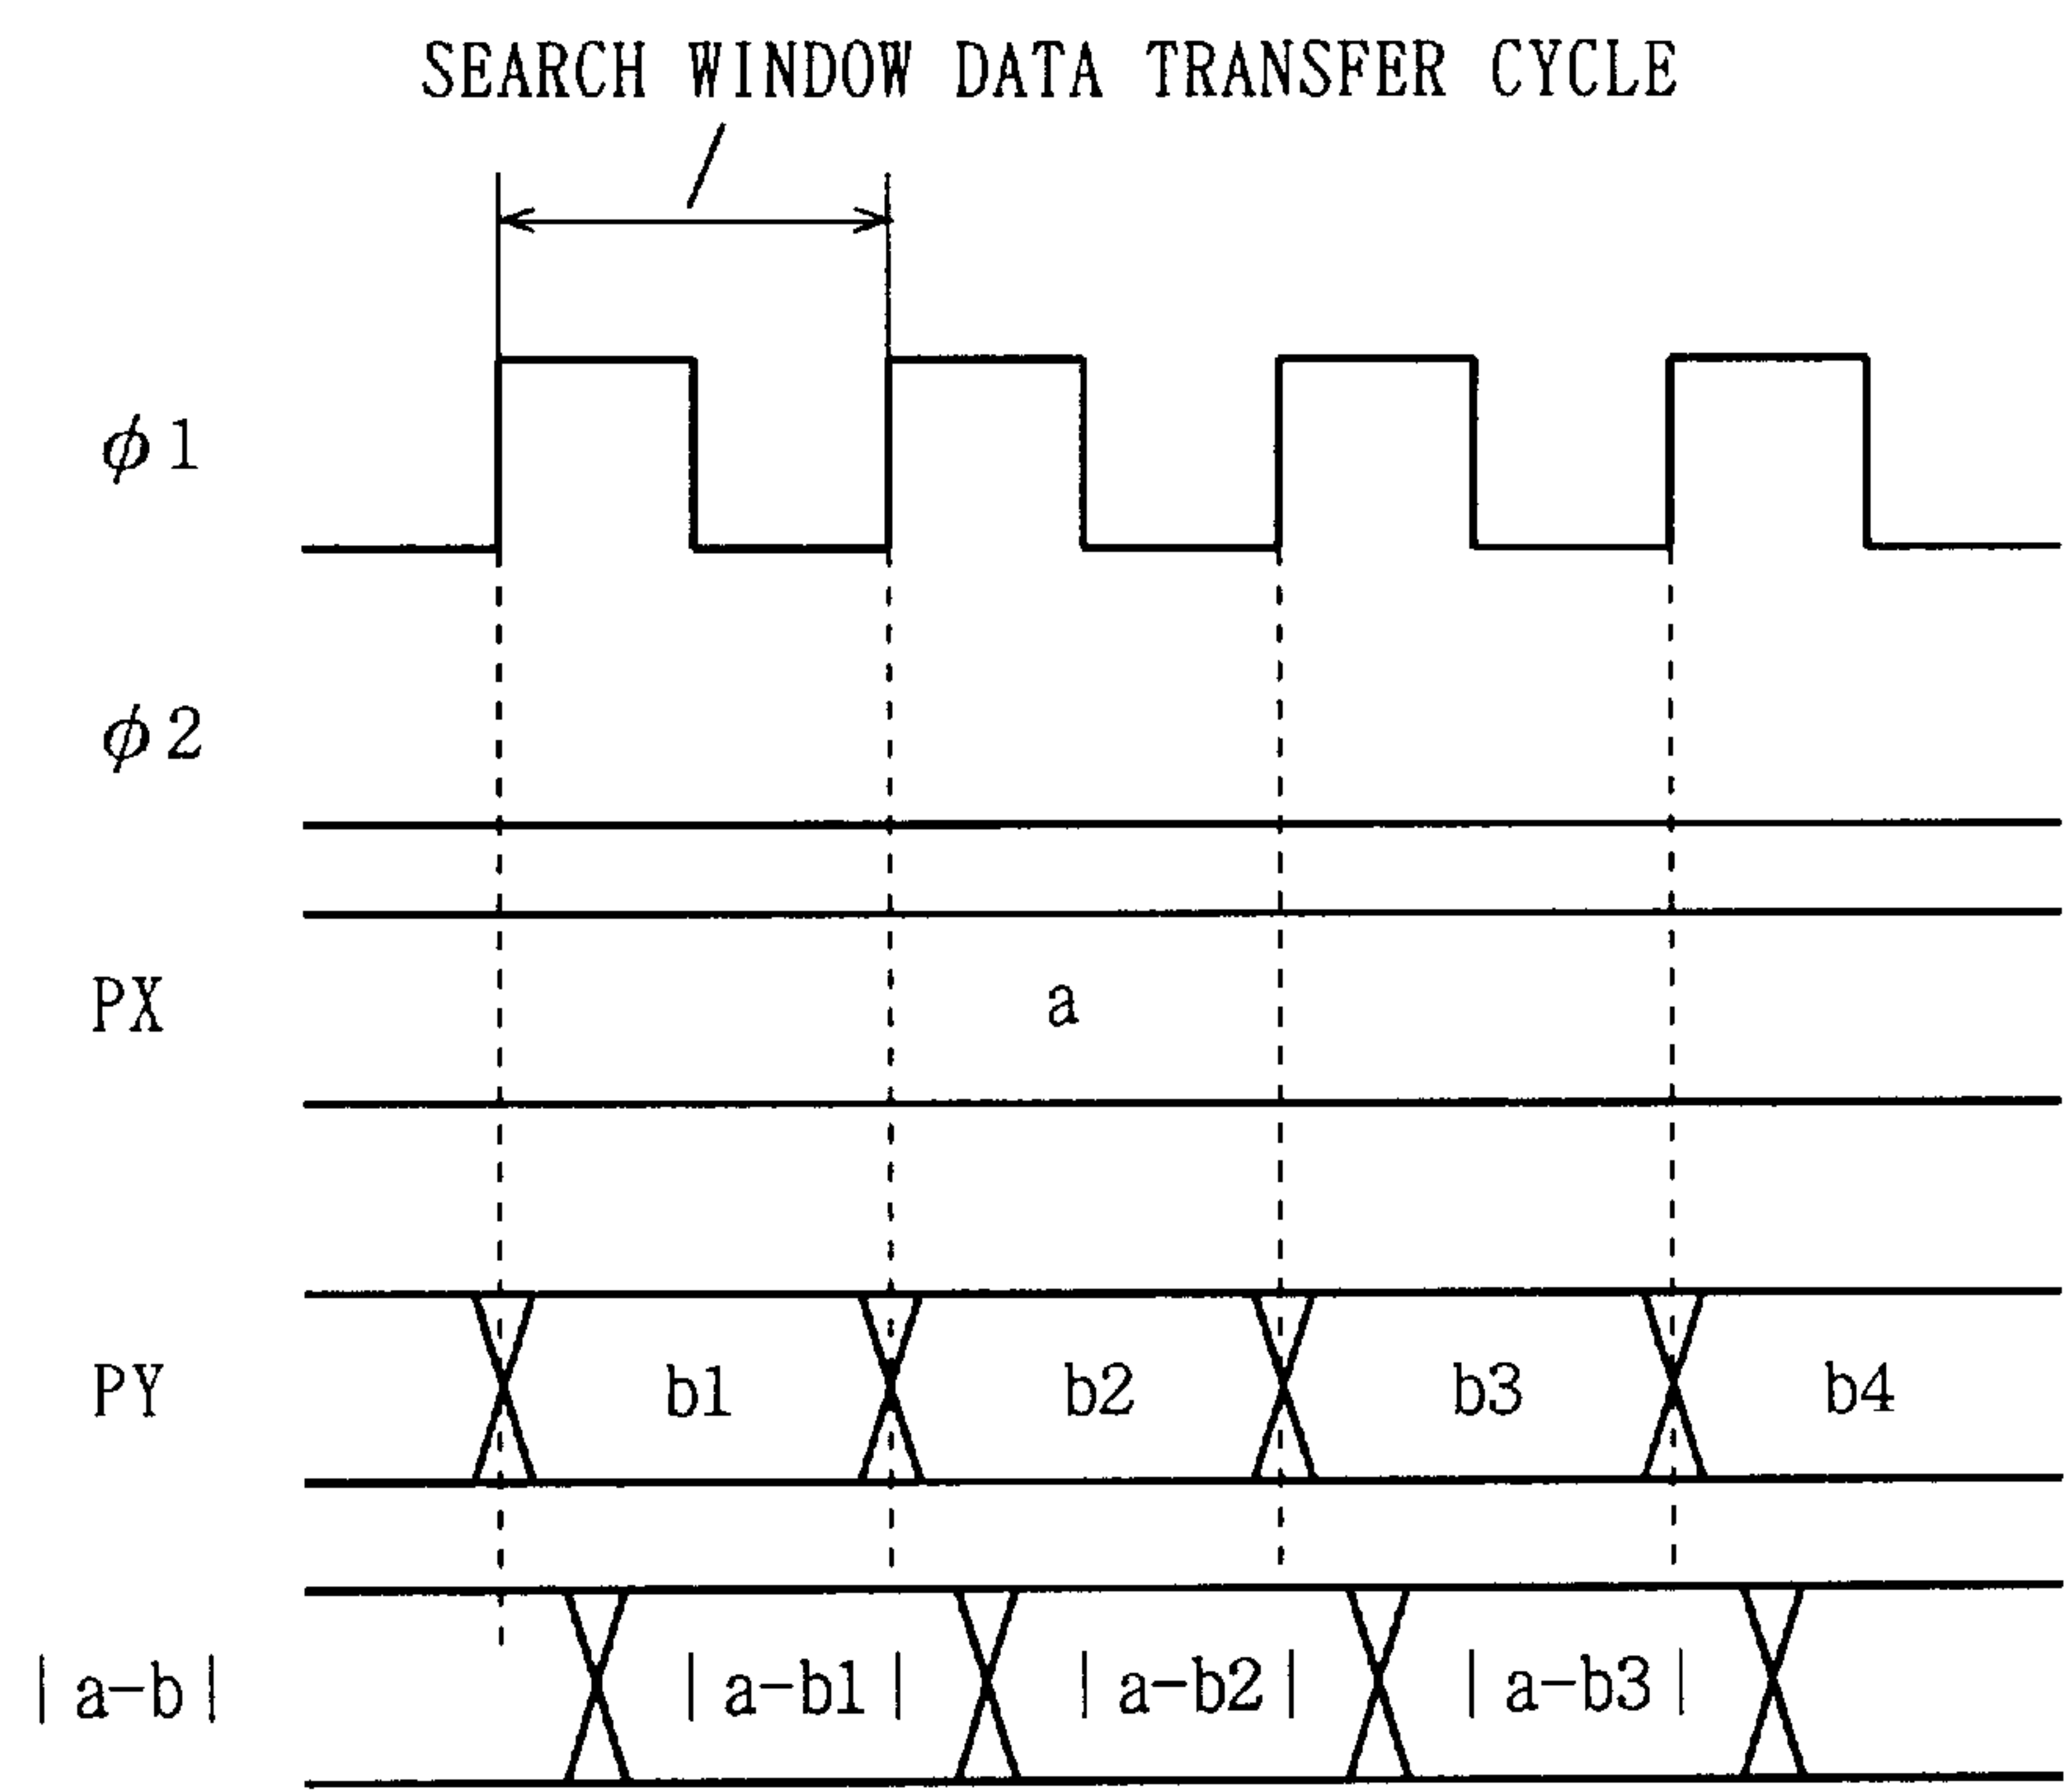 SEARCH WINDOW DATA TRANSFER CYCLE
φ1
φ2
PX a
PY b1 b2 b3 b4
|a-b| |a-b1| |a-b2| |a-b3|